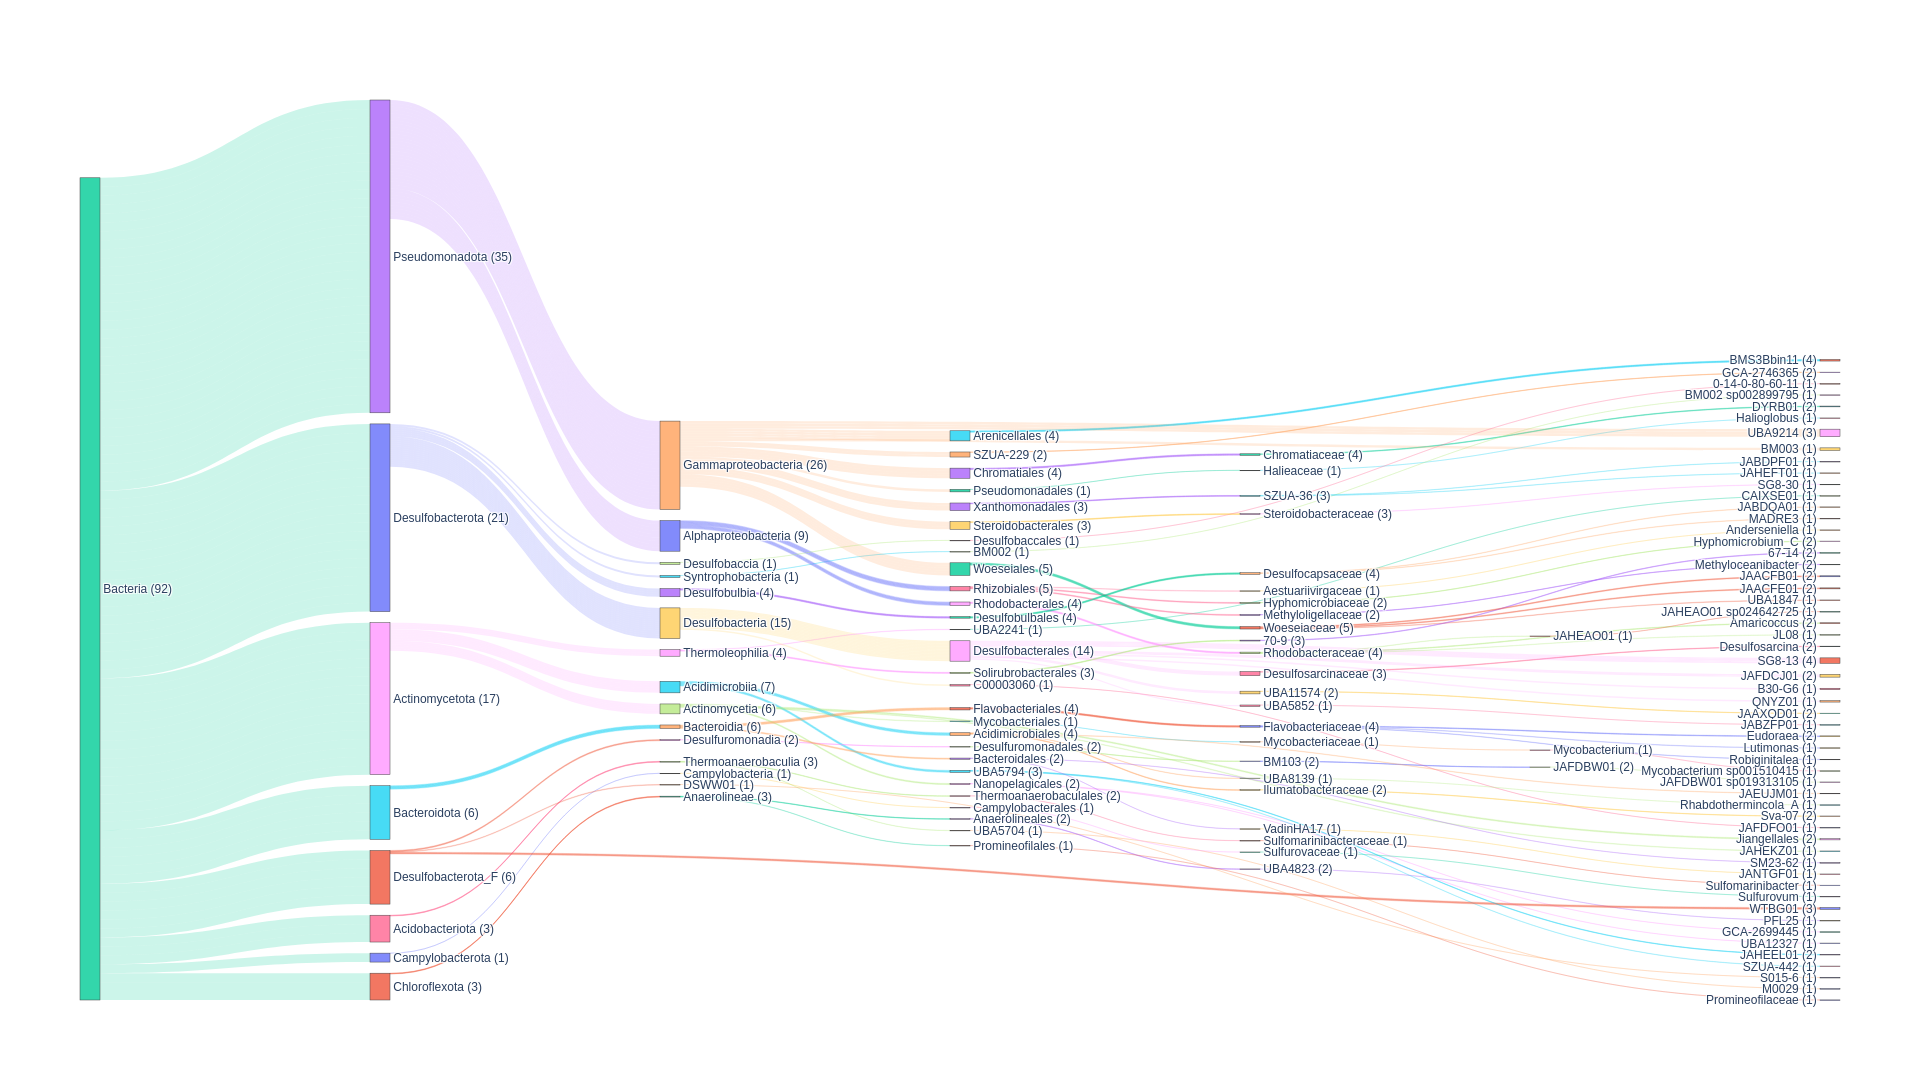 Bacteria (92)
Pseudomonadota (35)
Desulfobacterota (21)
Actinomycetota (17)
Bacteroidota (6)
Desulfobacterota_F (6)
Acidobacteriota (3)
Campylobacterota (1)
Chloroflexota (3)
Gammaproteobacteria (26)
Alphaproteobacteria (9)
Desulfobaccia (1)
Syntrophobacteria (1)
Desulfobulbia (4)
Desulfobacteria (15)
Thermoleophilia (4)
Acidimicrobiia (7)
Actinomycetia (6)
Bacteroidia (6)
Desulfuromonadia (2)
Thermoanaerobaculia (3)
Campylobacteria (1)
DSWW01 (1)
Anaerolineae (3)
Arenicellales (4)
SZUA-229 (2)
Chromatiales (4)
Pseudomonadales (1)
Xanthomonadales (3)
Steroidobacterales (3)
Desulfobaccales (1)
BM002 (1)
Woeseiales (5)
Rhizobiales (5)
Rhodobacterales (4)
Desulfobulbales (4)
UBA2241 (1)
Desulfobacterales (14)
Solirubrobacterales (3)
C00003060 (1)
Flavobacteriales (4)
Mycobacteriales (1)
Acidimicrobiales (4)
Desulfuromonadales (2)
Bacteroidales (2)
UBA5794 (3)
Nanopelagicales (2)
Thermoanaerobaculales (2)
Campylobacterales (1)
Anaerolineales (2)
UBA5704 (1)
Promineofilales (1)
Chromatiaceae (4)
Halieaceae (1)
SZUA-36 (3)
Steroidobacteraceae (3)
Desulfocapsaceae (4)
Aestuariivirgaceae (1)
Hyphomicrobiaceae (2)
Methyloligellaceae (2)
Woeseiaceae (5)
70-9 (3)
Rhodobacteraceae (4)
Desulfosarcinaceae (3)
UBA11574 (2)
UBA5852 (1)
Flavobacteriaceae (4)
Mycobacteriaceae (1)
BM103 (2)
UBA8139 (1)
Ilumatobacteraceae (2)
VadinHA17 (1)
Sulfomarinibacteraceae (1)
Sulfurovaceae (1)
UBA4823 (2)
JAHEAO01 (1)
Mycobacterium (1)
JAFDBW01 (2)
BMS3Bbin11 (4)
GCA-2746365 (2)
0-14-0-80-60-11 (1)
BM002 sp002899795 (1)
DYRB01 (2)
Halioglobus (1)
UBA9214 (3)
BM003 (1)
JABDPF01 (1)
JAHEFT01 (1)
SG8-30 (1)
CAIXSE01 (1)
JABDQA01 (1)
MADRE3 (1)
Anderseniella (1)
Hyphomicrobium_C (2)
67-14 (2)
Methyloceanibacter (2)
JAACFB01 (2)
JAACFE01 (2)
UBA1847 (1)
JAHEAO01 sp024642725 (1)
Amaricoccus (2)
JL08 (1)
Desulfosarcina (2)
SG8-13 (4)
JAFDCJ01 (2)
B30-G6 (1)
QNYZ01 (1)
JAAXQD01 (2)
JABZFP01 (1)
Eudoraea (2)
Lutimonas (1)
Robiginitalea (1)
Mycobacterium sp001510415 (1)
JAFDBW01 sp019313105 (1)
JAEUJM01 (1)
Rhabdothermincola_A (1)
Sva-07 (2)
JAFDFO01 (1)
Jiangellales (2)
JAHEKZ01 (1)
SM23-62 (1)
JANTGF01 (1)
Sulfomarinibacter (1)
Sulfurovum (1)
WTBG01 (3)
PFL25 (1)
GCA-2699445 (1)
UBA12327 (1)
JAHEEL01 (2)
SZUA-442 (1)
S015-6 (1)
M0029 (1)
Promineofilaceae (1)